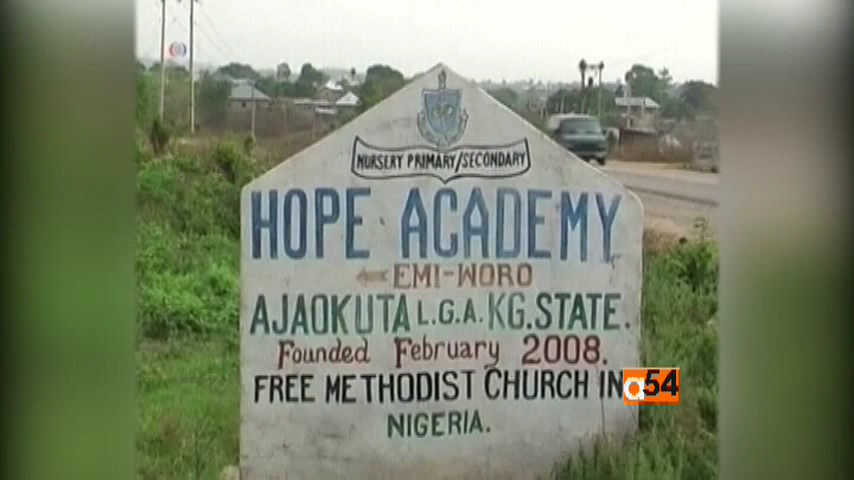 NURSERY PRIMARY/SECONDARY
HOPE ACADEMY
EMI-WORO
AJAOKUTA L.G.A. KG. STATE.
Founded February 2008.
FREE METHODIST CHURCH IN
NIGERIA.
a54